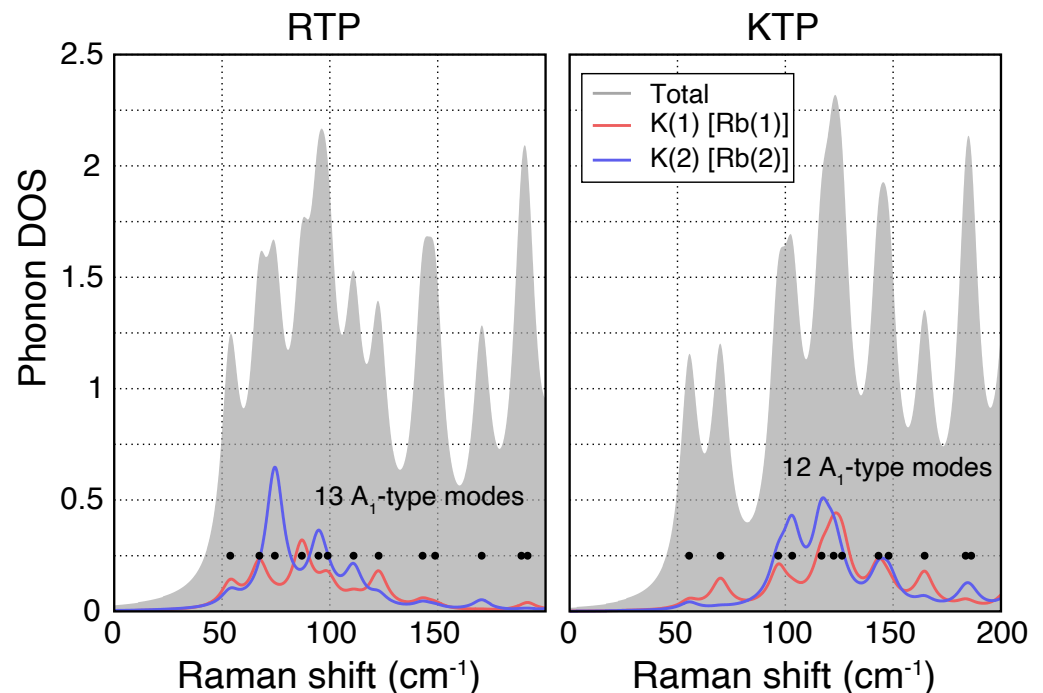 RTP
KTP
Phonon DOS
2.5
2
1.5
1
0.5
0
Total
K(1) [Rb(1)]
K(2) [Rb(2)]
13 A₁-type modes
12 A₁-type modes
0
50
100
150
0
50
100
150
200
Raman shift (cm⁻¹)
Raman shift (cm⁻¹)